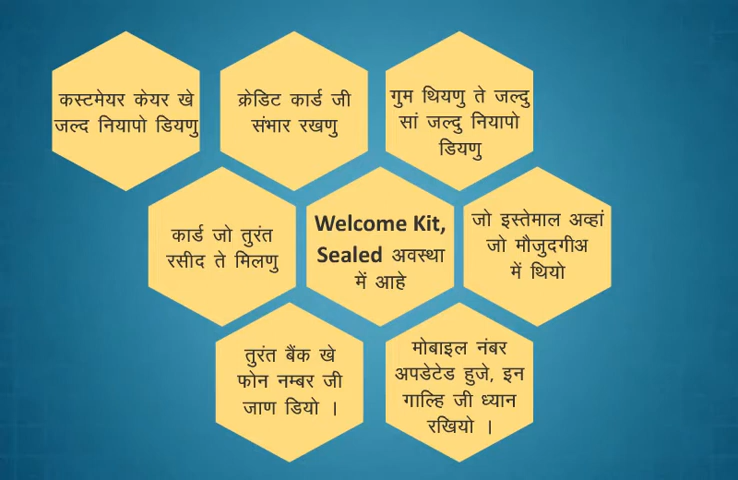 कस्टमेयर केयर खे
जल्द नियापो डियणु
क्रेडिट कार्ड जी
संभार रखणु
गुम थियणु ते जल्दु
सां जल्दु नियापो
डियणु
कार्ड जो तुरंत
रसीद ते मिलणु
Welcome Kit,
Sealed अवस्था
में आहे
जो इस्तेमाल अव्हां
जो मौजुदगीअ
में थियो
तुरंत बैंक खे
फोन नम्बर जी
जाण डियो ।
मोबाइल नंबर
अपडेटेड हुजे, इन
गाल्हि जी ध्यान
रखियो ।